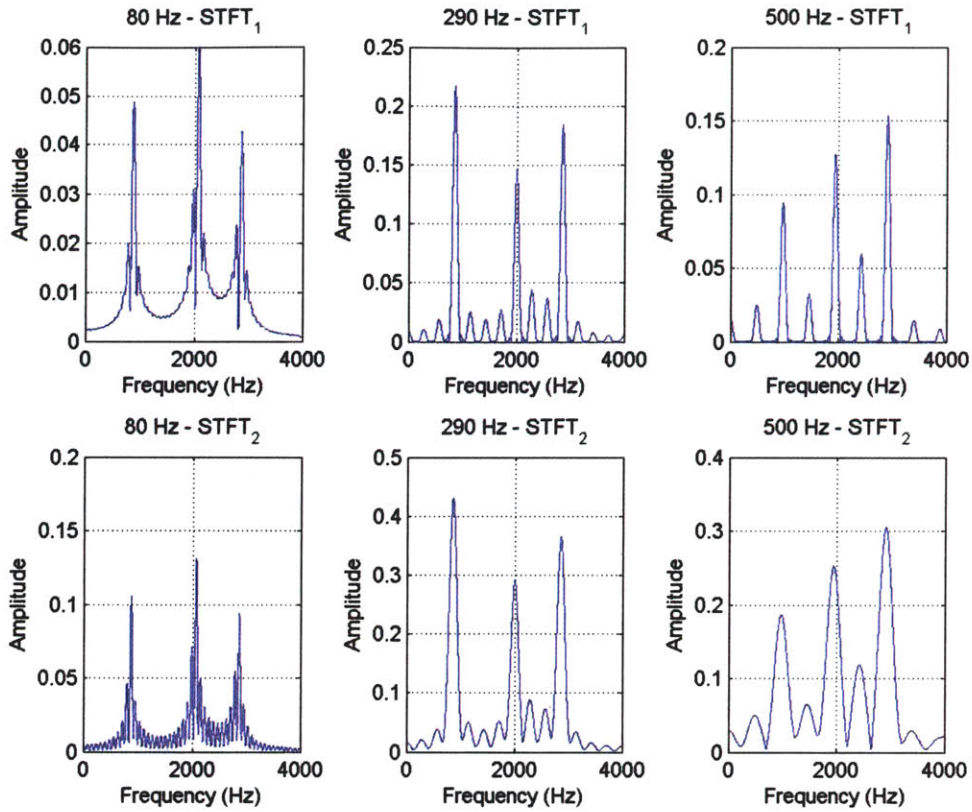 80 Hz - STFT1
0.06
0.05
0.04
0.03
0.02
0.01
0
Amplitude
0 2000 4000
Frequency (Hz)
290 Hz - STFT1
0.25
0.2
0.15
0.1
0.05
0
Amplitude
0 2000 4000
Frequency (Hz)
500 Hz - STFT1
0.2
0.15
0.1
0.05
0
Amplitude
0 2000 4000
Frequency (Hz)
80 Hz - STFT2
0.2
0.15
0.1
0.05
0
Amplitude
0 2000 4000
Frequency (Hz)
290 Hz - STFT2
0.5
0.4
0.3
0.2
0.1
0
Amplitude
0 2000 4000
Frequency (Hz)
500 Hz - STFT2
0.4
0.3
0.2
0.1
0
Amplitude
0 2000 4000
Frequency (Hz)